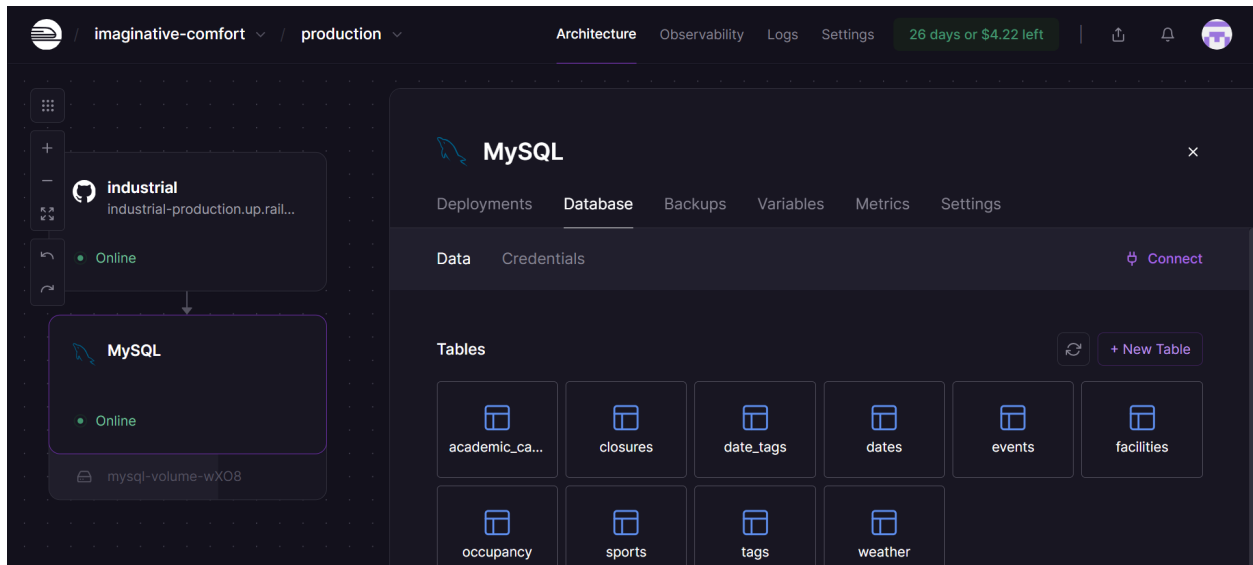 / imaginative-comfort / production
Architecture Observability Logs Settings 26 days or $4.22 left
industrial
industrial-production.up.rail...
Online
MySQL
Online
mysql-volume-wXO8
MySQL
Deployments Database Backups Variables Metrics Settings
Data Credentials Connect
Tables
+ New Table
academic_ca... closures date_tags dates events facilities
occupancy sports tags weather